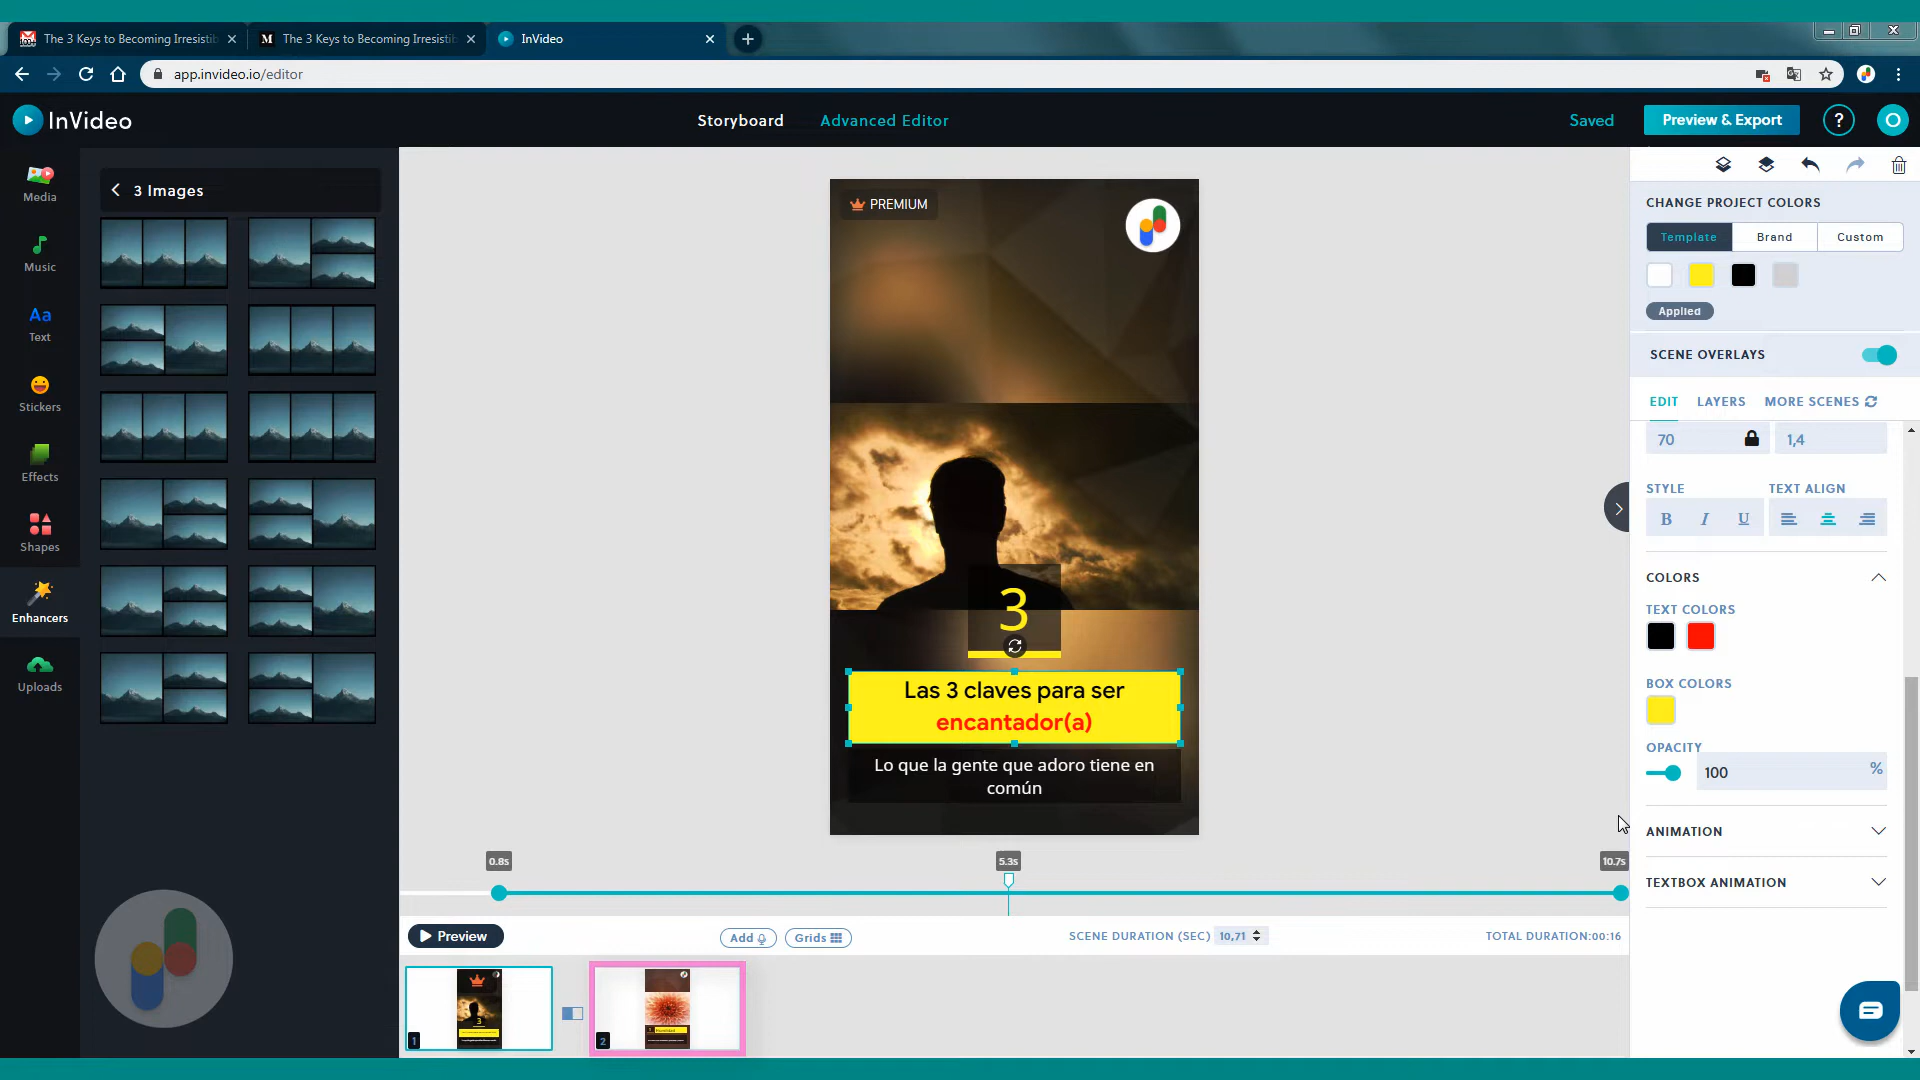 The 3 Keys to Becoming Irresistib
The 3 Keys to Becoming Irresistib
InVideo
app.invideo.io/editor
InVideo
Storyboard
Advanced Editor
Saved
Preview & Export
?
O
Media
Music
Aa
Text
Stickers
Effects
Shapes
Enhancers
Uploads
3 Images
PREMIUM
3
Las 3 claves para ser
encantador(a)
Lo que la gente que adoro tiene en
común
CHANGE PROJECT COLORS
Template
Brand
Custom
Applied
SCENE OVERLAYS
EDIT
LAYERS
MORE SCENES
70
1,4
STYLE
TEXT ALIGN
B
I
U
COLORS
TEXT COLORS
BOX COLORS
OPACITY
100
%
ANIMATION
TEXTBOX ANIMATION
0.8s
5.3s
10.7s
Preview
Add
Grids
SCENE DURATION (SEC)
10,71
TOTAL DURATION:00:16
3
1
2